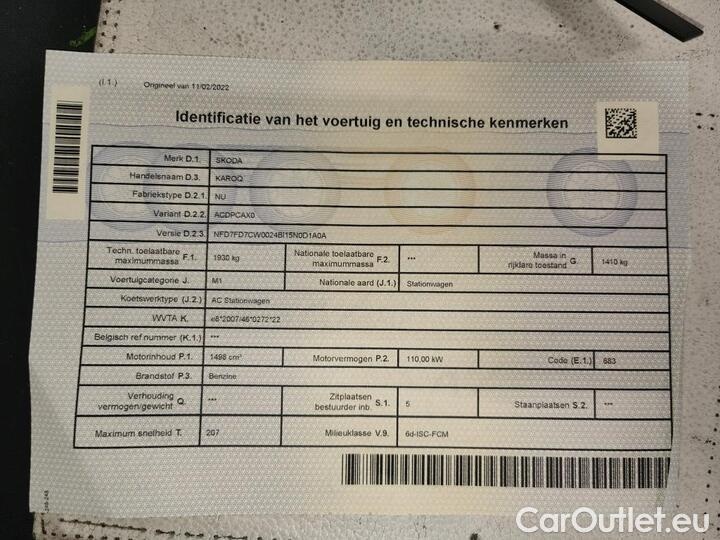 (I.1.) Origineel van 11/02/2022
Identificatie van het voertuig en technische kenmerken
Merk D.1. SKODA
Handelsnaam D.3. KAROQ
Fabriekstype D.2.1. NU
Variant D.2.2. ACDPCAX0
Versie D.2.3. NFD7FD7CW0024BI15N0D1A0A
Techn. toelaatbare maximummassa F.1. 1930 kg Nationale toelaatbare maximummassa F.2. *** Massa in rijklare toestand G. 1410 kg
Voertuigcategorie J. M1 Nationale aard (J.1.) Stationwagen
Koetswerktype (J.2.) AC Stationwagen
WVTA K. e8*2007/46*0272*22
Belgisch ref.nummer (K.1.) ***
Motorinhoud P.1. 1498 cm³ Motorvermogen P.2. 110,00 kW Code (E.1.) 683
Brandstof P.3. Benzine
Verhouding vermogen/gewicht Q. *** Zitplaatsen bestuurder inb. S.1. 5 Staanplaatsen S.2. ***
Maximum snelheid T. 207 Milieuklasse V.9. 6d-ISC-FCM
CarOutlet.eu